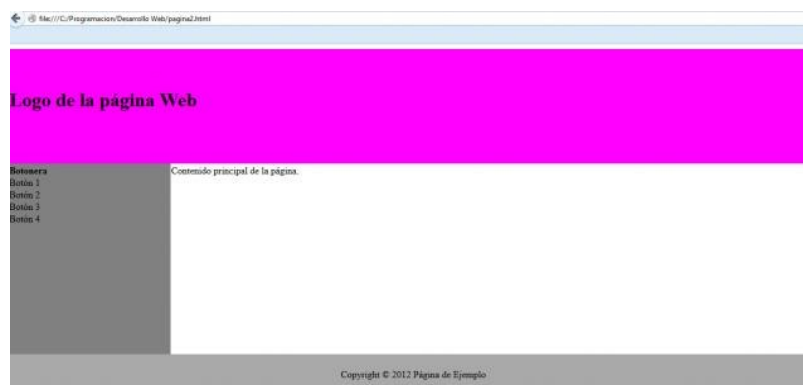 file:///C:/Programacion/Desarrollo Web/pagina2.html
Logo de la página Web
Botonera
Botón 1
Botón 2
Botón 3
Botón 4
Contenido principal de la página.
Copyright © 2012 Página de Ejemplo